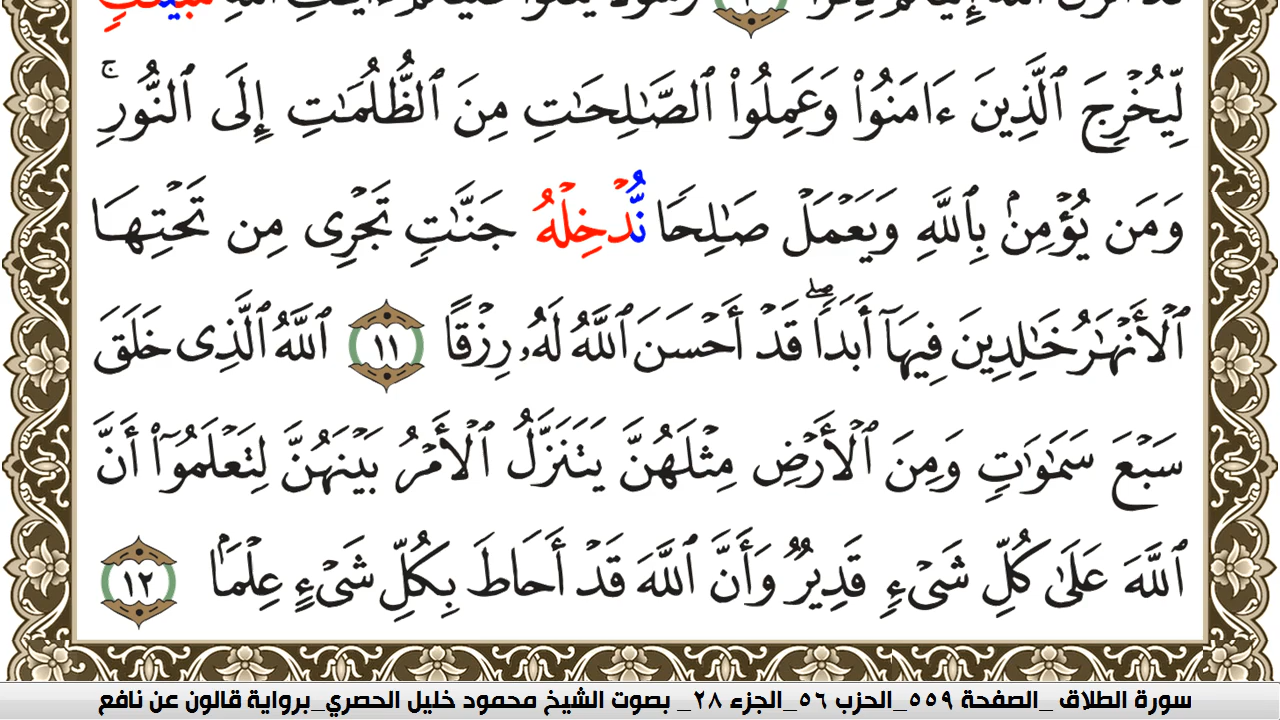 لِّيُخْرِجَ ٱلَّذِينَ ءَامَنُواْ وَعَمِلُواْ ٱلصَّٰلِحَٰتِ مِنَ ٱلظُّلُمَٰتِ إِلَى ٱلنُّورِۚ
وَمَن يُؤْمِنۢ بِٱللَّهِ وَيَعْمَلْ صَٰلِحٗا نُّدْخِلْهُ جَنَّٰتٖ تَجْرِى مِن تَحْتِهَا
ٱلْأَنْهَٰرُ خَٰلِدِينَ فِيهَآ أَبَدٗاۖ قَدْ أَحْسَنَ ٱللَّهُ لَهُۥ رِزْقًا ١١ ٱللَّهُ ٱلَّذِى خَلَقَ
سَبْعَ سَمَٰوَٰتٖ وَمِنَ ٱلْأَرْضِ مِثْلَهُنَّ يَتَنَزَّلُ ٱلْأَمْرُ بَيْنَهُنَّ لِتَعْلَمُوٓاْ أَنَّ
ٱللَّهَ عَلَىٰ كُلِّ شَىْءٖ قَدِيرٞ وَأَنَّ ٱللَّهَ قَدْ أَحَاطَ بِكُلِّ شَىْءٍ عِلْمَۢا ١٢
سورة الطلاق _الصفحة ٥٥٩_الحزب ٥٦_الجزء ٢٨_ بصوت الشيخ محمود خليل الحصري_برواية قالون عن نافع